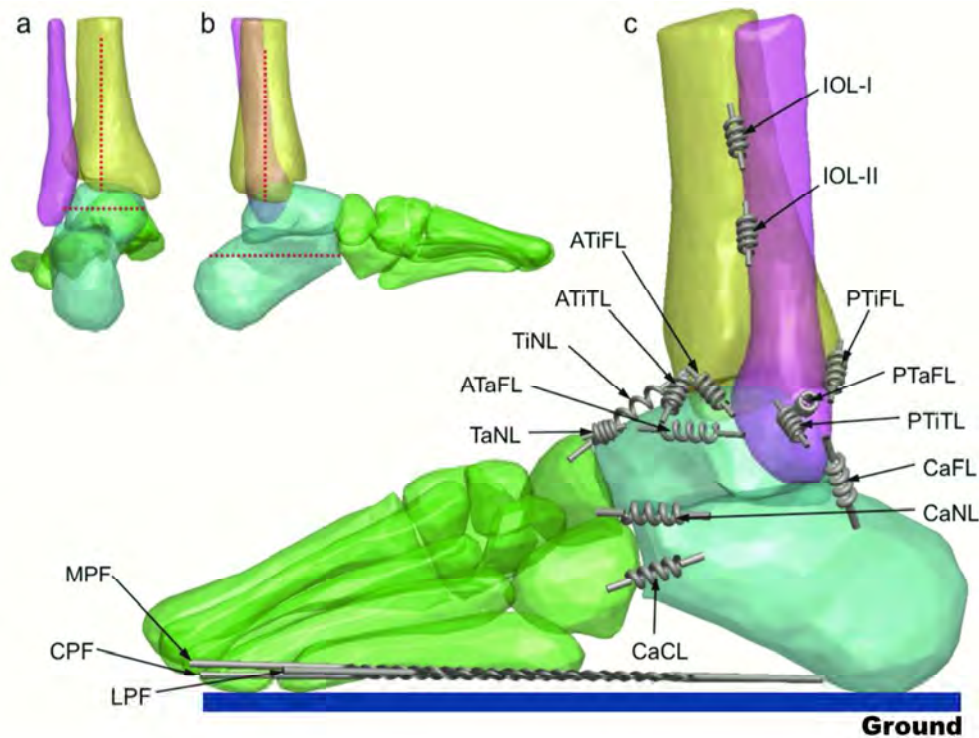 a
b
c
IOL-I
IOL-II
ATiFL
ATiTL
TiNL
ATaFL
TaNL
PTiFL
PTaFL
PTiTL
CaFL
CaNL
MPF
CPF
LPF
CaCL
Ground